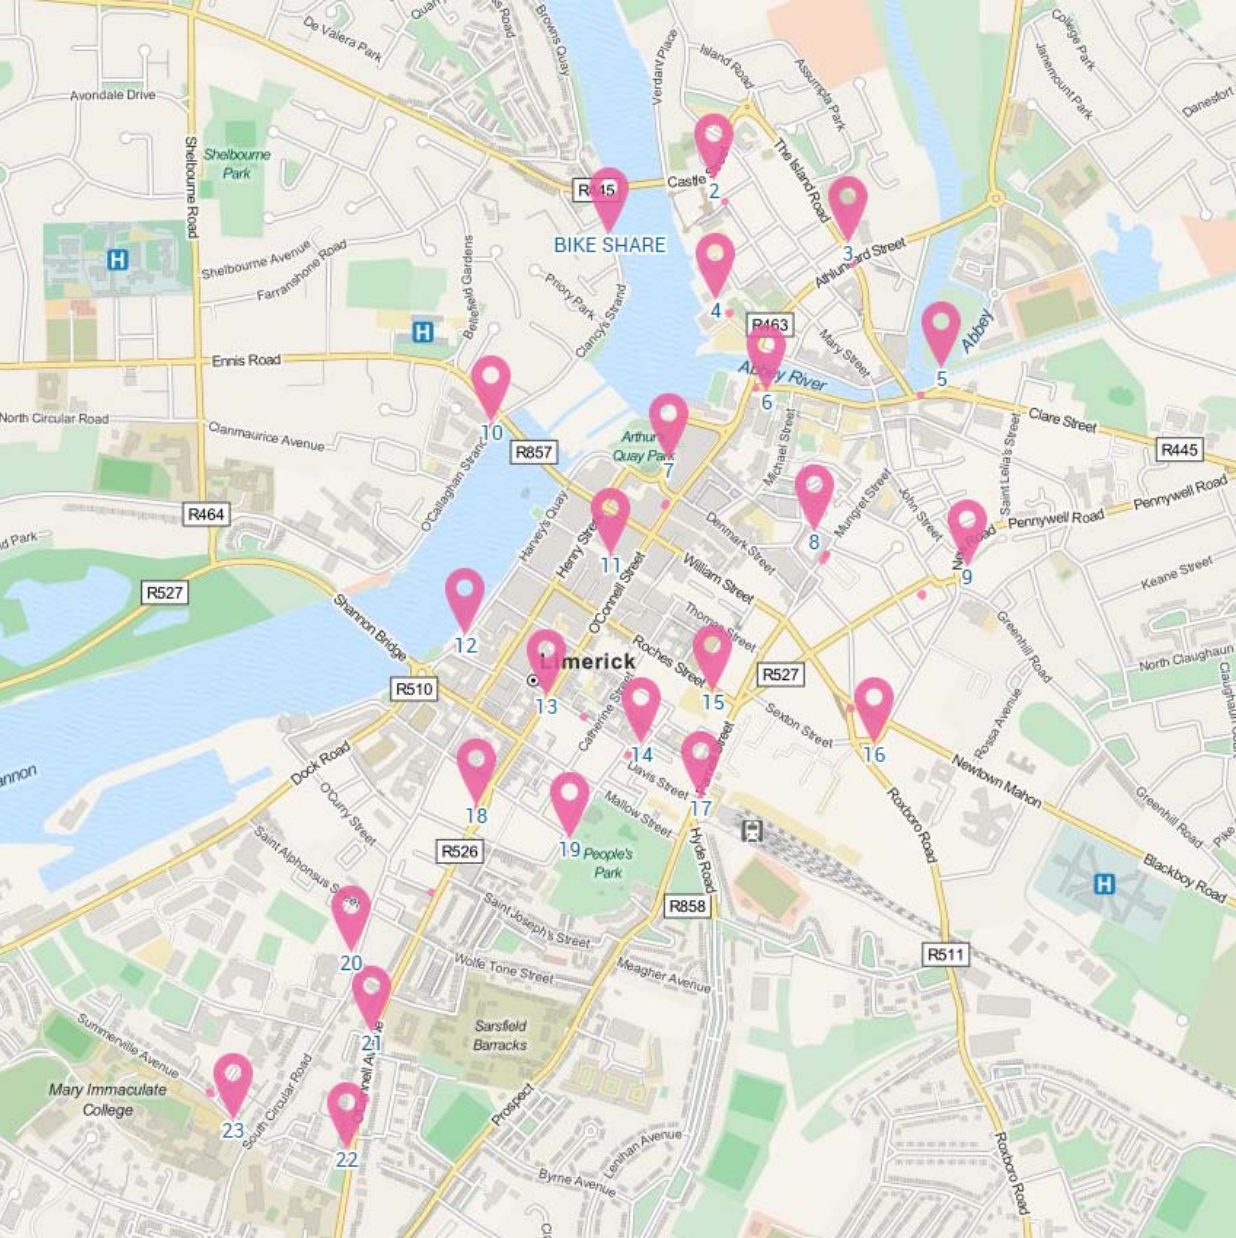 De Valera Park
Browns Quay
Verdant Place
Island Road
Assumpta Park
College Park
Janemount Park
Avondale Drive
Shelbourne
Park
Shelbourne Road
The Island Road
R445
Castle
2
BIKE SHARE
3
Athlunkard Street
H
Shelbourne Avenue
Farranshone Road
Bellefield Gardens
Priory Park
Clancy's Strand
4
R463
Mary Street
Abbey
H
Ennis Road
Abbey River
5
6
10
North Circular Road
Clanmaurice Avenue
R857
Arthur's
Quay Park
7
Michael Street
Clare Street
R445
O'Callaghan Strand
Saint Lelia's Street
Pennywell Road
Pennywell Road
R464
Harvey's Quay
Henry Street
11
Denmark Street
8
Mungret Street
John Street
9
Keane Street
R527
Shannon Bridge
12
O'Connell Street
William Street
Thomas Street
Roches Street
Greenhill Road
North Claughaun
Limerick
13
R510
Catherine Street
14
15
R527
Sexton Street
16
Rossa Avenue
Dock Road
O'Curry Street
18
Davis Street
17
Mallow Street
Newtown Mahon
Greenhill Road
Roxboro Road
Saint Alphonsus Street
R526
19
People's
Park
Hyde Road
Blackboy Road
H
R858
Saint Joseph's Street
20
Wolfe Tone Street
Meagher Avenue
R511
21
Summerville Avenue
Sarsfield
Barracks
Mary Immaculate
College
23
South Circular Road
22
Prospect
Lenihan Avenue
Byrne Avenue
Roxboro Road